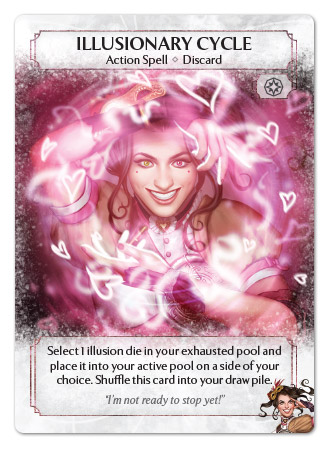 ILLUSIONARY CYCLE
Action Spell ◇ Discard
Select 1 illusion die in your exhausted pool and
place it into your active pool on a side of your
choice. Shuffle this card into your draw pile.
"I'm not ready to stop yet!"